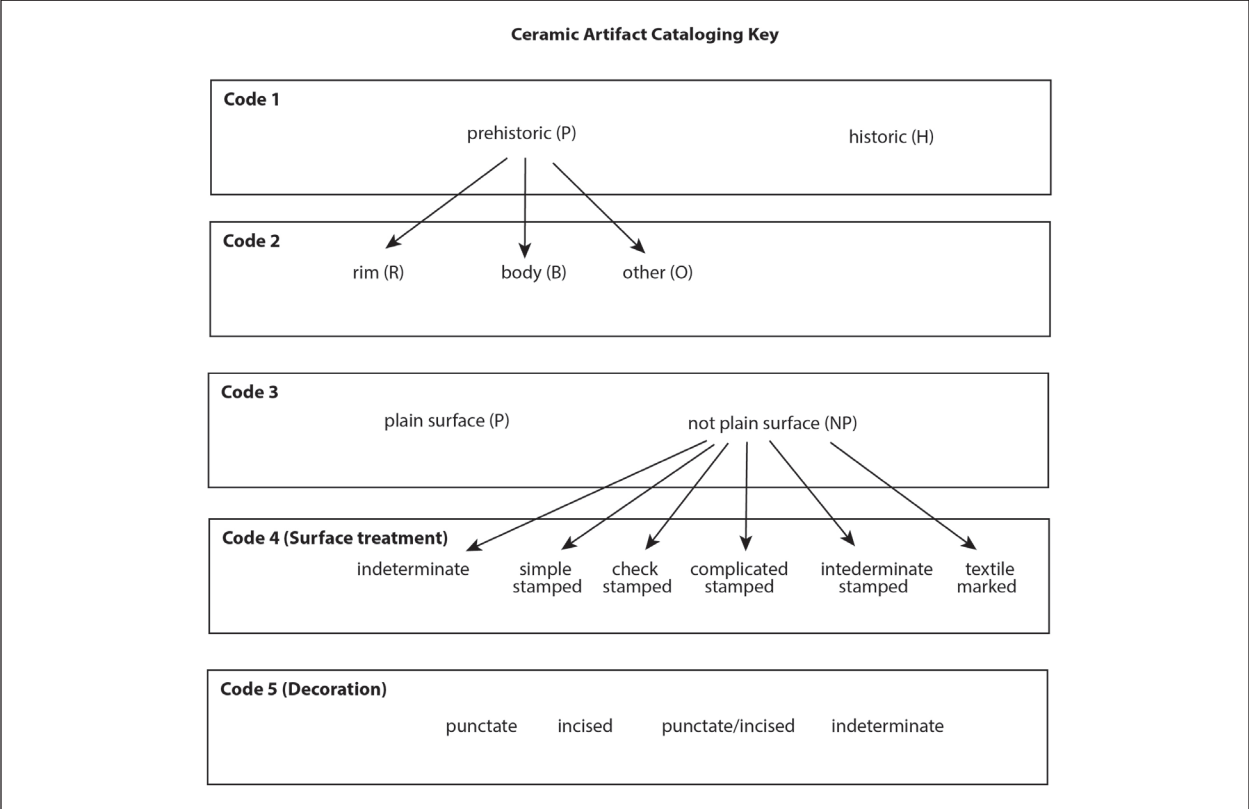 Ceramic Artifact Cataloging Key
Code 1
prehistoric (P)
historic (H)
Code 2
rim (R)
body (B)
other (O)
Code 3
plain surface (P)
not plain surface (NP)
Code 4 (Surface treatment)
indeterminate
simple
stamped
check
stamped
complicated
stamped
intederminate
stamped
textile
marked
Code 5 (Decoration)
punctate
incised
punctate/incised
indeterminate